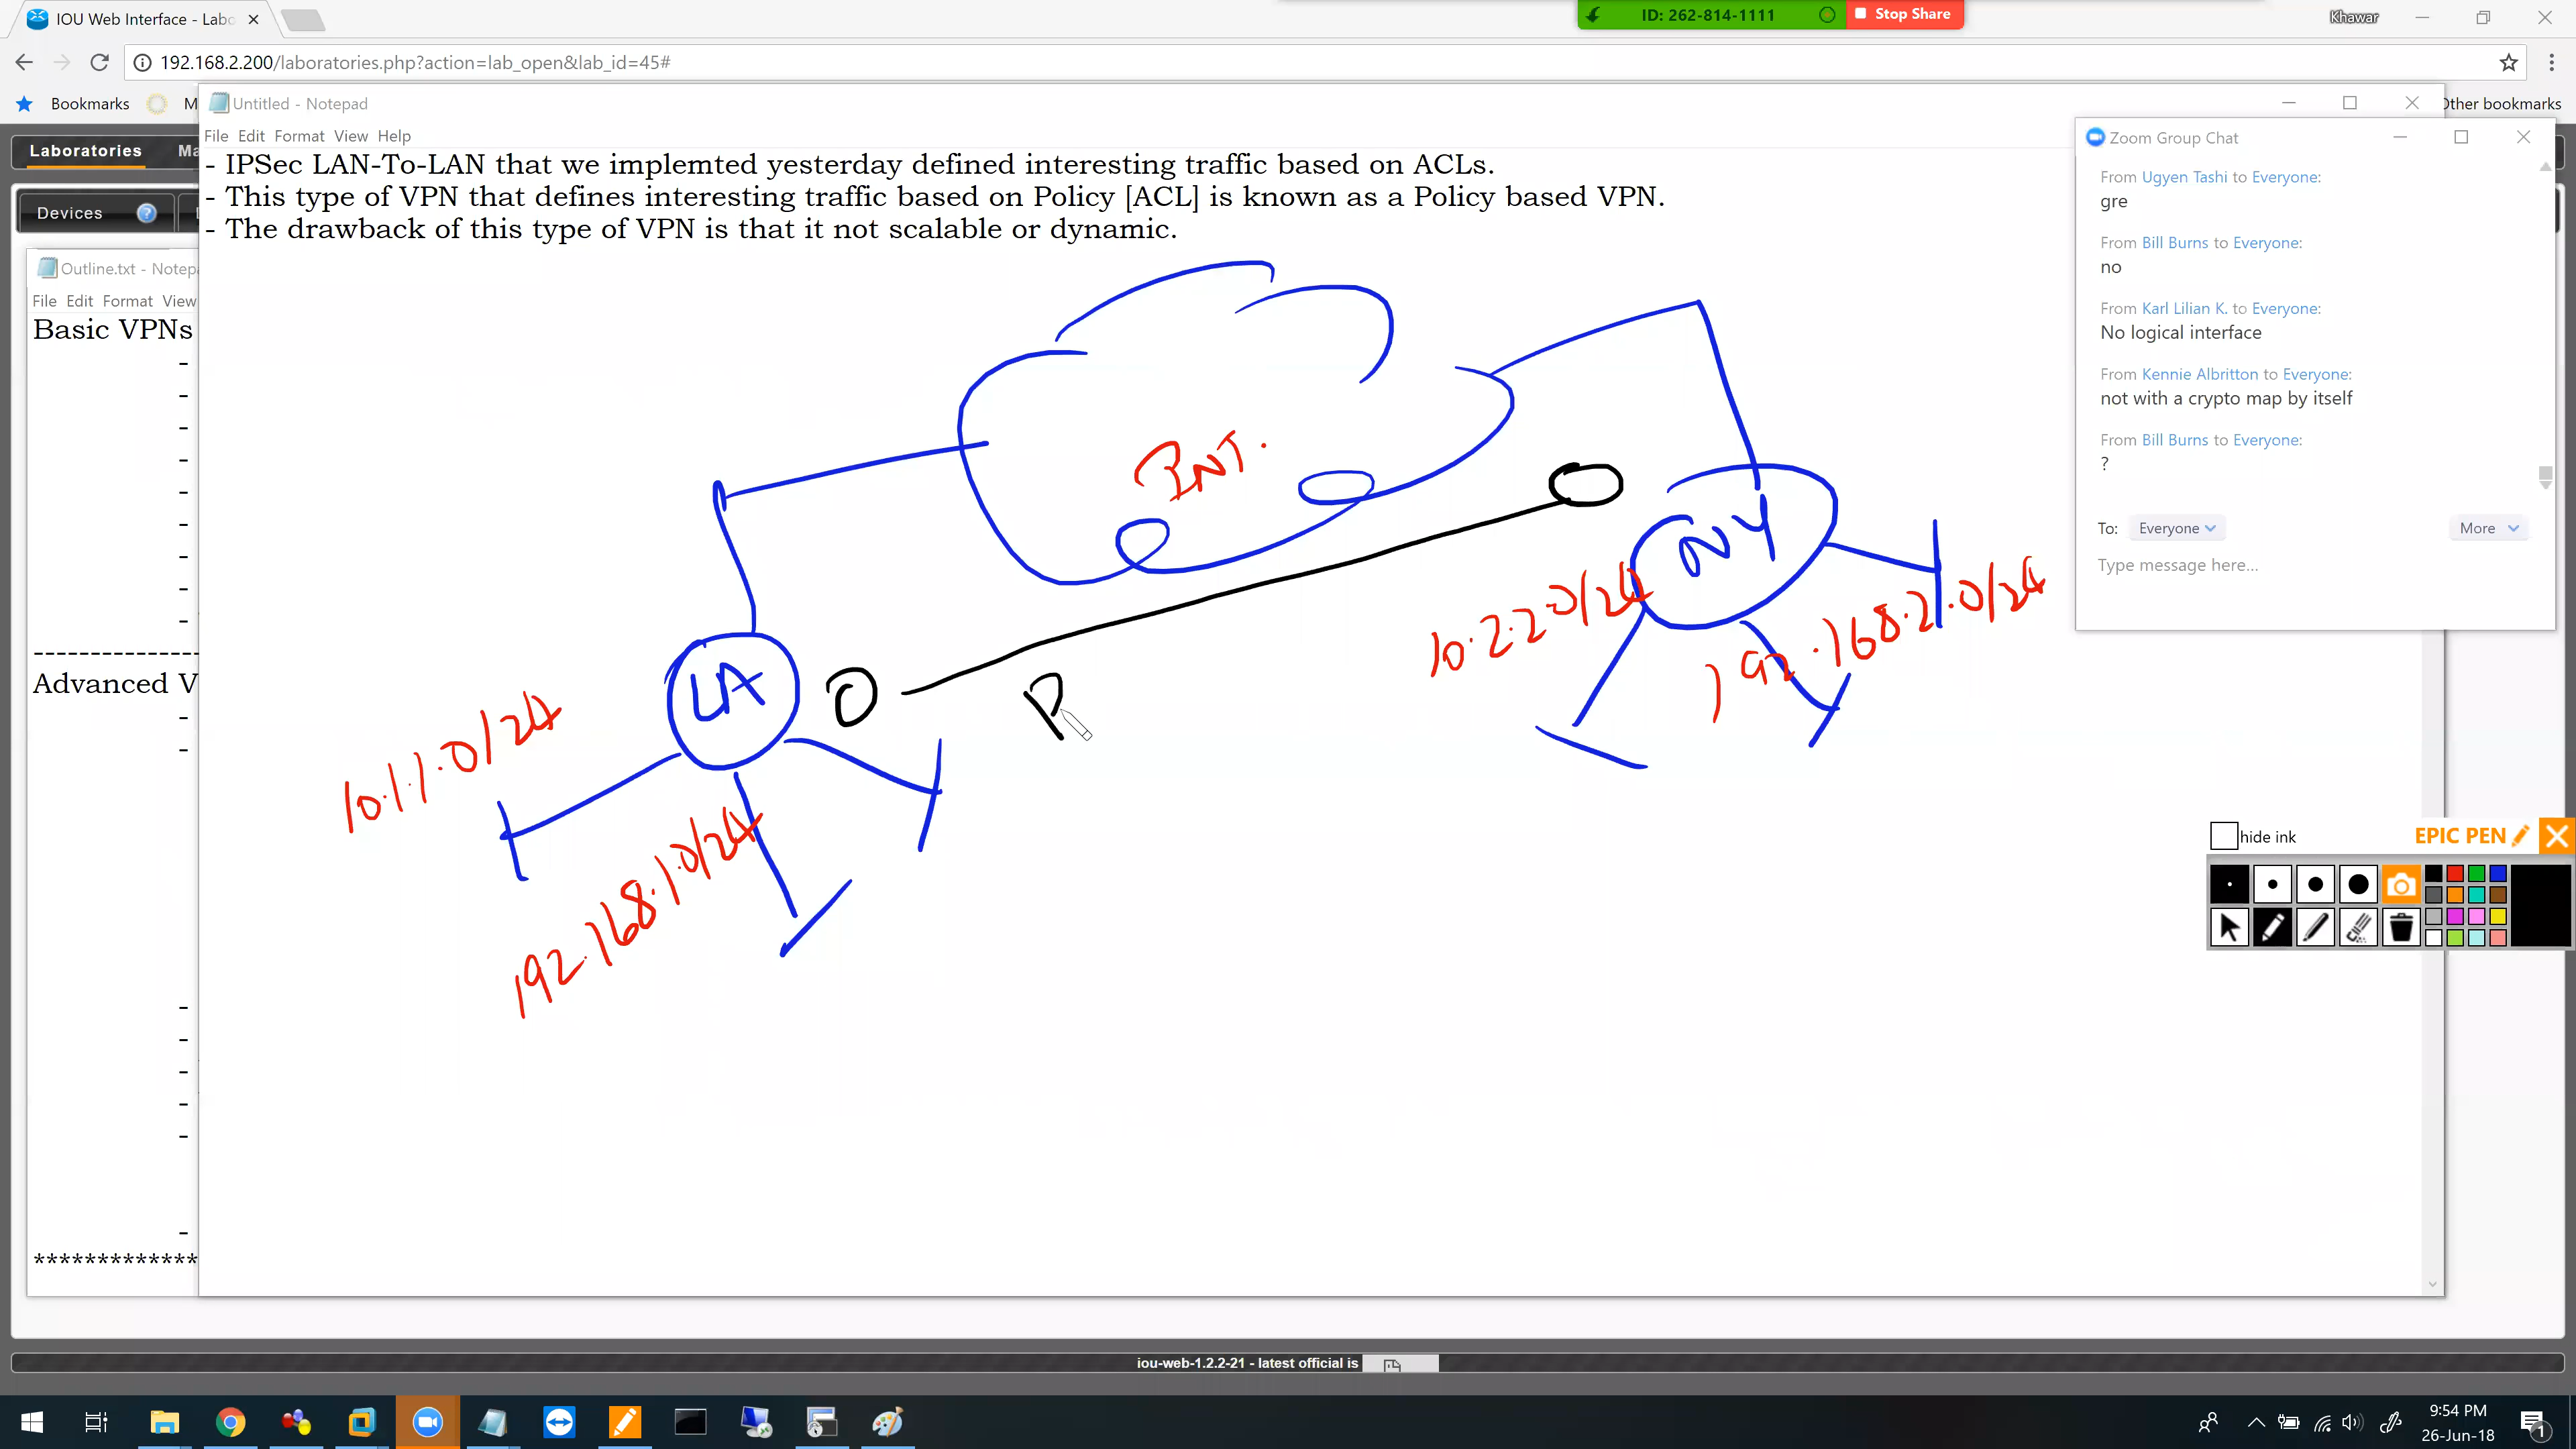 IOU Web Interface - Labo
ID: 262-814-1111
Stop Share
Khawar
192.168.2.200/laboratories.php?action=lab_open&lab_id=45#
Bookmarks
M
Other bookmarks
Untitled - Notepad
File Edit Format View Help
Laboratories
Ma
- IPSec LAN-To-LAN that we implemted yesterday defined interesting traffic based on ACLs.
- This type of VPN that defines interesting traffic based on Policy [ACL] is known as a Policy based VPN.
- The drawback of this type of VPN is that it not scalable or dynamic.
Devices
Outline.txt - Notepa
File Edit Format View
Basic VPNs
-
-
-
-
-
-
-
-
-
----------------
Advanced V
-
-
-
-
-
-
-
-
*************
INT.
LA
NY
10.1.1.0/24
192.168.1.0/24
10.2.2.0/24
192.168.2.0/24
R
Zoom Group Chat
From Ugyen Tashi to Everyone:
gre
From Bill Burns to Everyone:
no
From Karl Lilian K. to Everyone:
No logical interface
From Kennie Albritton to Everyone:
not with a crypto map by itself
From Bill Burns to Everyone:
?
To: Everyone
More
Type message here...
hide ink
EPIC PEN
iou-web-1.2.2-21 - latest official is
9:54 PM
26-Jun-18
1